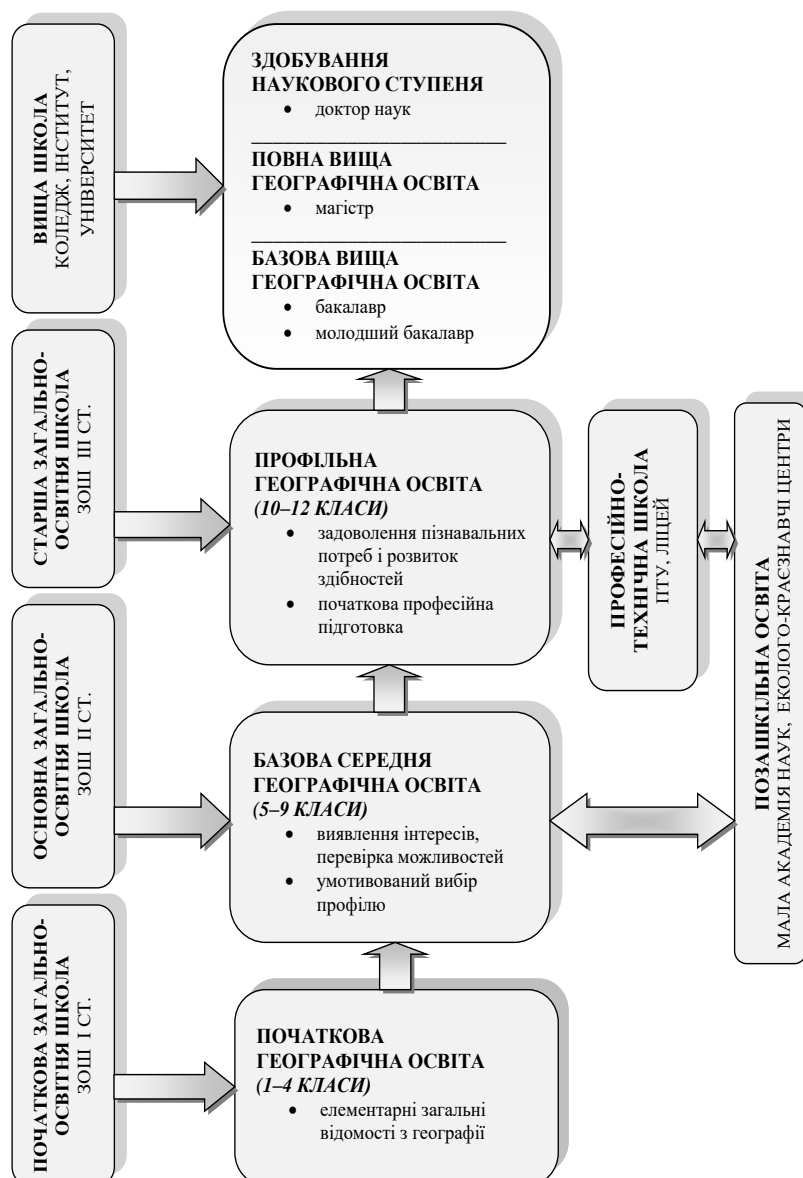 ВИЩА ШКОЛА
КОЛЕДЖ, ІНСТИТУТ,
УНІВЕРСИТЕТ
ЗДОБУВАННЯ
НАУКОВОГО СТУПЕНЯ
• доктор наук
ПОВНА ВИЩА
ГЕОГРАФІЧНА ОСВІТА
• магістр
БАЗОВА ВИЩА
ГЕОГРАФІЧНА ОСВІТА
• бакалавр
• молодший бакалавр
СТАРША ЗАГАЛЬНО-
ОСВІТНЯ ШКОЛА
ЗОШ ІІІ СТ.
ПРОФІЛЬНА
ГЕОГРАФІЧНА ОСВІТА
(10–12 КЛАСИ)
• задоволення пізнавальних
потреб і розвиток
здібностей
• початкова професійна
підготовка
ПРОФЕСІЙНО-
ТЕХНІЧНА ШКОЛА
ПТУ, ЛІЦЕЙ
ПОЗАШКІЛЬНА ОСВІТА
МАЛА АКАДЕМІЯ НАУК, ЕКОЛОГО-КРАЄЗНАВЧІ ЦЕНТРИ
ОСНОВНА ЗАГАЛЬНО-
ОСВІТНЯ ШКОЛА
ЗОШ ІІ СТ.
БАЗОВА СЕРЕДНЯ
ГЕОГРАФІЧНА ОСВІТА
(5–9 КЛАСИ)
• виявлення інтересів,
перевірка можливостей
• умотивований вибір
профілю
ПОЧАТКОВА ЗАГАЛЬНО-
ОСВІТНЯ ШКОЛА
ЗОШ І СТ.
ПОЧАТКОВА
ГЕОГРАФІЧНА ОСВІТА
(1–4 КЛАСИ)
• елементарні загальні
відомості з географії